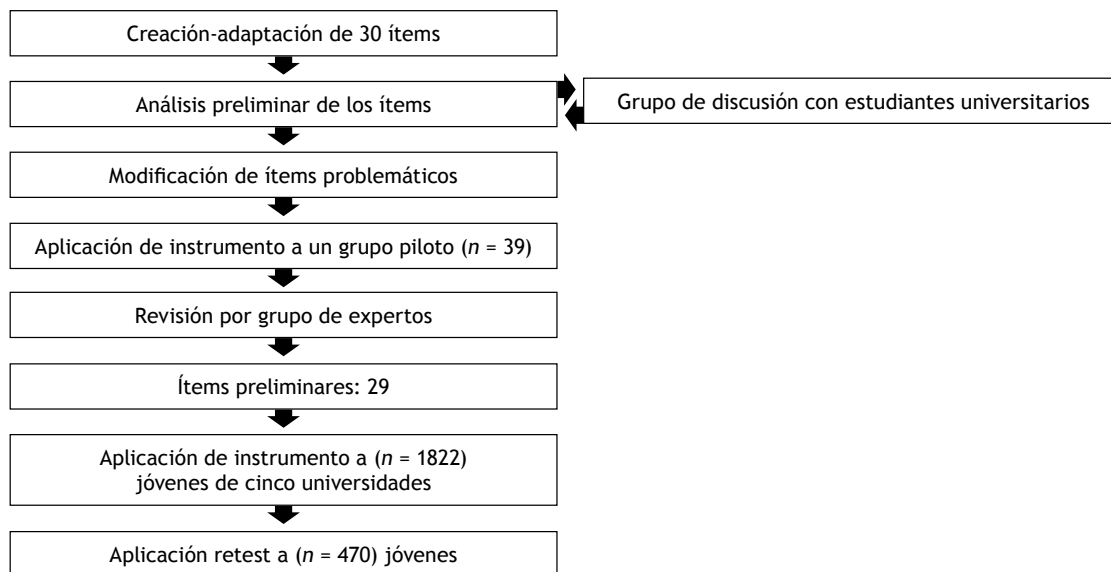 Creación-adaptación de 30 ítems
Análisis preliminar de los ítems
Grupo de discusión con estudiantes universitarios
Modificación de ítems problemáticos
Aplicación de instrumento a un grupo piloto (n = 39)
Revisión por grupo de expertos
Ítems preliminares: 29
Aplicación de instrumento a (n = 1822)
jóvenes de cinco universidades
Aplicación retest a (n = 470) jóvenes